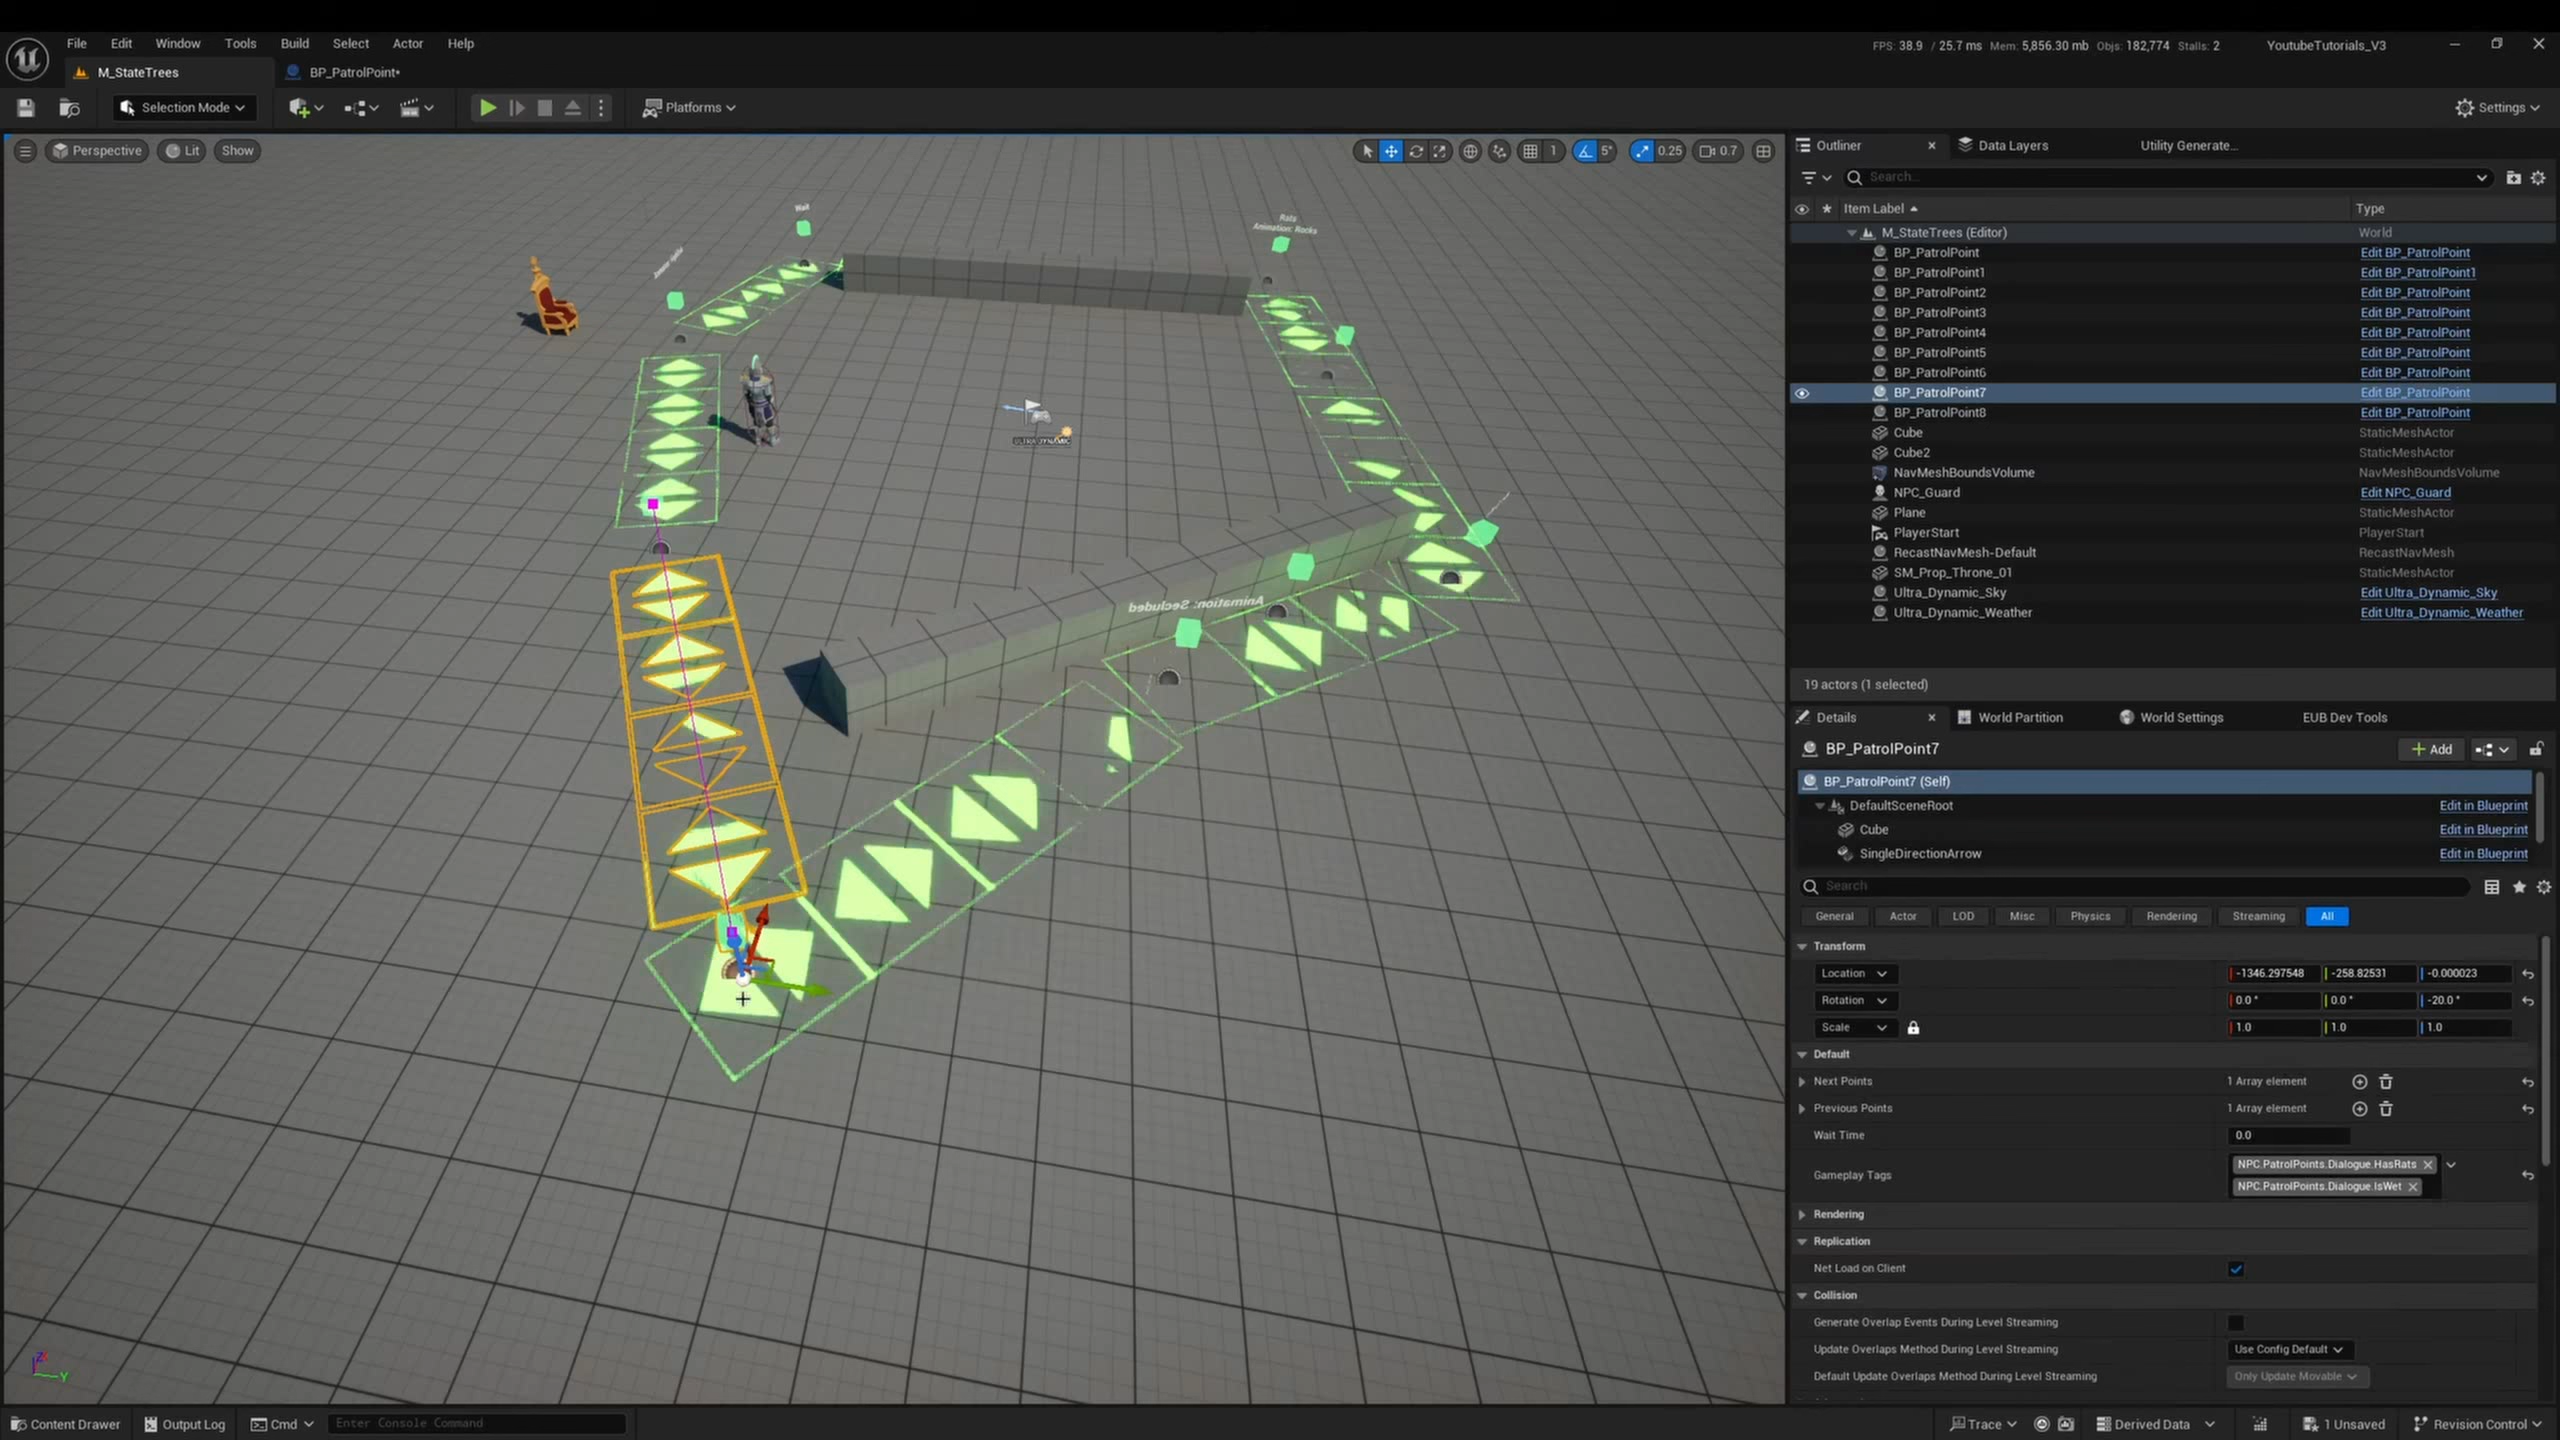 File Edit Window Tools Build Select Actor Help
FPS: 38.9 / 25.7 ms Mem: 5,856.30 mb Objs: 182,774 Stalls: 2
YoutubeTutorials_V3
M_StateTrees
BP_PatrolPoint*
Selection Mode
Platforms
Settings
Perspective Lit Show
1 5° 0.25 0.7
Wait
Rats
Animation: Rocks
ULTRA DYNAMIC
Animation: Secluded
Outliner Data Layers Utility Generate...
Search...
Item Label Type
M_StateTrees (Editor) World
BP_PatrolPoint Edit BP_PatrolPoint
BP_PatrolPoint1 Edit BP_PatrolPoint1
BP_PatrolPoint2 Edit BP_PatrolPoint
BP_PatrolPoint3 Edit BP_PatrolPoint
BP_PatrolPoint4 Edit BP_PatrolPoint
BP_PatrolPoint5 Edit BP_PatrolPoint
BP_PatrolPoint6 Edit BP_PatrolPoint
BP_PatrolPoint7 Edit BP_PatrolPoint
BP_PatrolPoint8 Edit BP_PatrolPoint
Cube StaticMeshActor
Cube2 StaticMeshActor
NavMeshBoundsVolume NavMeshBoundsVolume
NPC_Guard Edit NPC_Guard
Plane StaticMeshActor
PlayerStart PlayerStart
RecastNavMesh-Default RecastNavMesh
SM_Prop_Throne_01 StaticMeshActor
Ultra_Dynamic_Sky Edit Ultra_Dynamic_Sky
Ultra_Dynamic_Weather Edit Ultra_Dynamic_Weather
19 actors (1 selected)
Details World Partition World Settings EUB Dev Tools
BP_PatrolPoint7 Add
BP_PatrolPoint7 (Self)
DefaultSceneRoot Edit in Blueprint
Cube Edit in Blueprint
SingleDirectionArrow Edit in Blueprint
Search
General Actor LOD Misc Physics Rendering Streaming All
Transform
Location -1346.297548 -258.82531 -0.000023
Rotation 0.0° 0.0° -20.0°
Scale 1.0 1.0 1.0
Default
Next Points 1 Array element
Previous Points 1 Array element
Wait Time 0.0
Gameplay Tags
NPC.PatrolPoints.Dialogue.HasRats
NPC.PatrolPoints.Dialogue.IsWet
Rendering
Replication
Net Load on Client
Collision
Generate Overlap Events During Level Streaming
Update Overlaps Method During Level Streaming Use Config Default
Default Update Overlaps Method During Level Streaming Only Update Movable
Z
Y
Content Drawer Output Log Cmd Enter Console Command
Trace Derived Data 1 Unsaved Revision Control